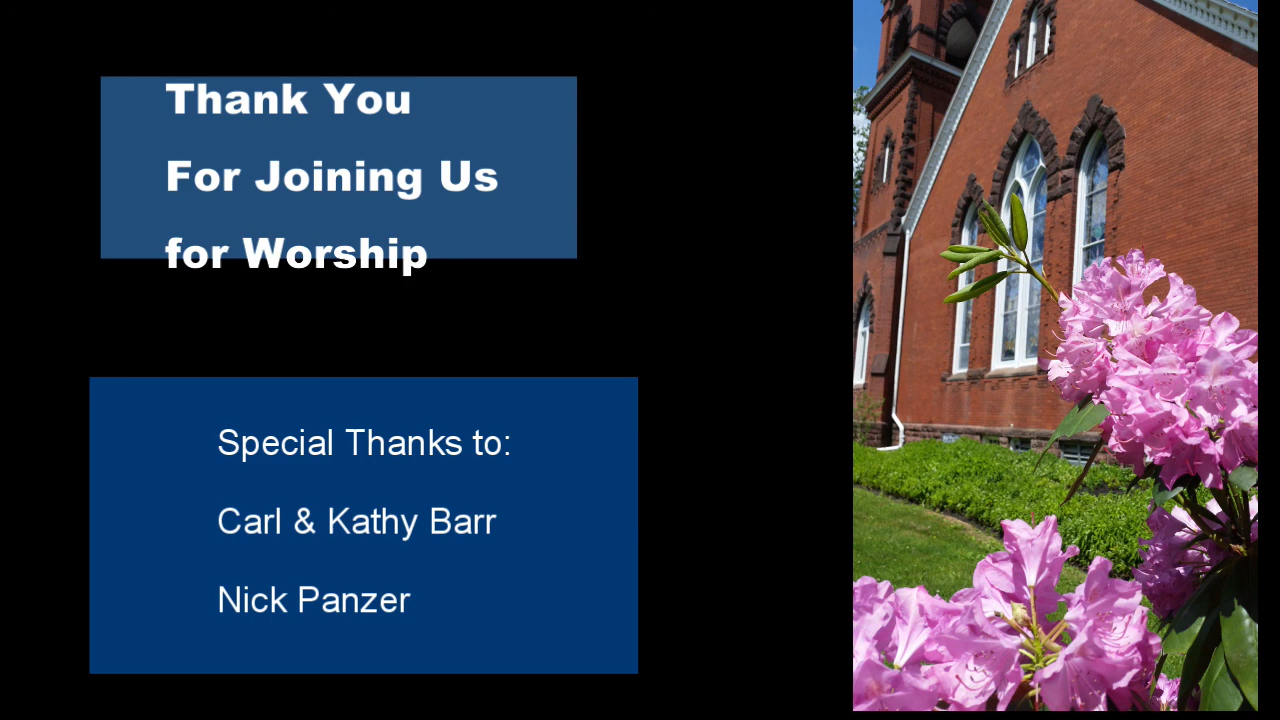 Thank You
For Joining Us
for Worship
Special Thanks to:
Carl & Kathy Barr
Nick Panzer